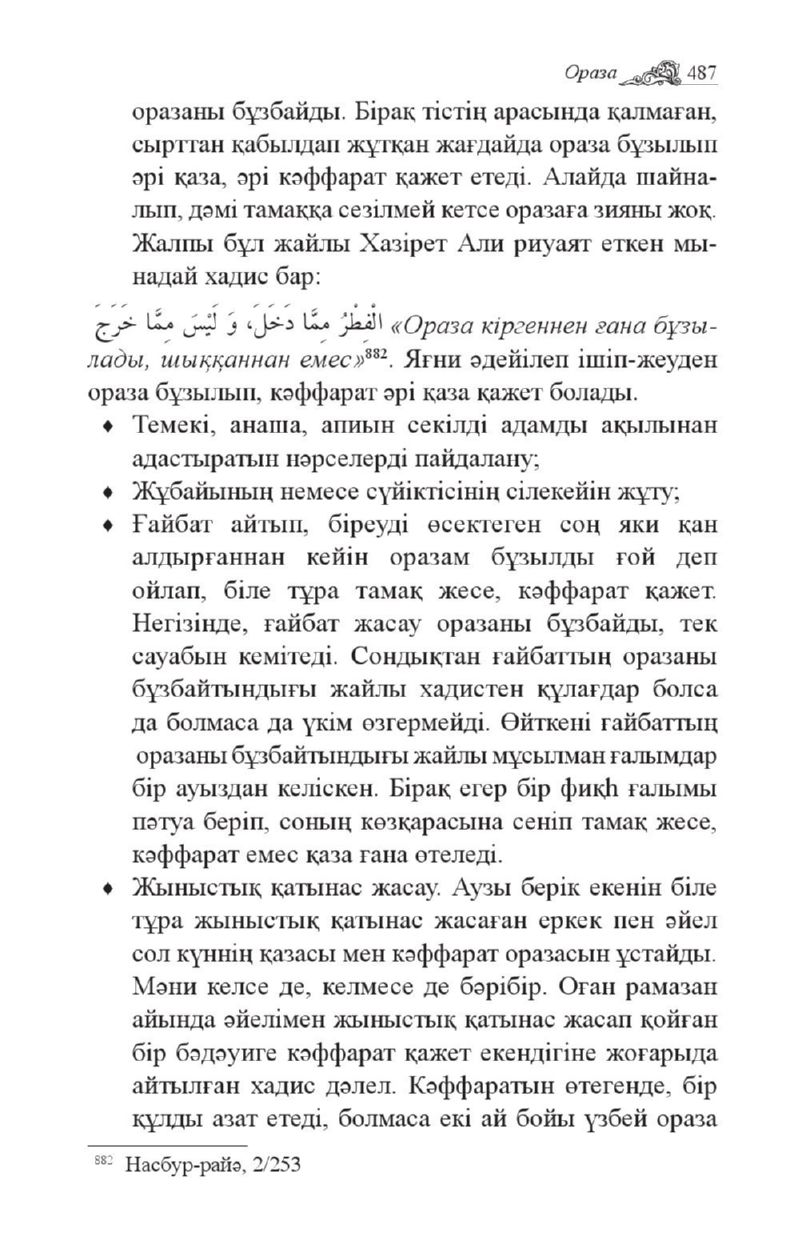 Ораза 487
оразаны бұзбайды. Бірақ тістің арасында қалмаған,
сырттан қабылдап жұтқан жағдайда ораза бұзылып
әрі қаза, әрі кәффарат қажет етеді. Алайда шайна-
лып, дәмі тамаққа сезілмей кетсе оразаға зияны жоқ.
Жалпы бұл жайлы Хазірет Али риуаят еткен мы-
надай хадис бар:
الْفِطْرُ مِمَّا دَخَلَ، وَ لَيْسَ مِمَّا خَرَجَ «Ораза кіргеннен ғана бұзы-
лады, шыққаннан емес»⁸⁸². Яғни әдейілеп ішіп-жеуден
ораза бұзылып, кәффарат әрі қаза қажет болады.
♦ Темекі, анаша, апиын секілді адамды ақылынан
адастыратын нәрселерді пайдалану;
♦ Жұбайының немесе сүйіктісінің сілекейін жұту;
♦ Ғайбат айтып, біреуді өсектеген соң яки қан
алдырғаннан кейін оразам бұзылды ғой деп
ойлап, біле тұра тамақ жесе, кәффарат қажет.
Негізінде, ғайбат жасау оразаны бұзбайды, тек
сауабын кемітеді. Сондықтан ғайбаттың оразаны
бұзбайтындығы жайлы хадистен құлағдар болса
да болмаса да үкім өзгермейді. Өйткені ғайбаттың
оразаны бұзбайтындығы жайлы мұсылман ғалымдар
бір ауыздан келіскен. Бірақ егер бір фиқһ ғалымы
пәтуа беріп, соның көзқарасына сеніп тамақ жесе,
кәффарат емес қаза ғана өтеледі.
♦ Жыныстық қатынас жасау. Аузы берік екенін біле
тұра жыныстық қатынас жасаған еркек пен әйел
сол күннің қазасы мен кәффарат оразасын ұстайды.
Мәни келсе де, келмесе де бәрібір. Оған рамазан
айында әйелімен жыныстық қатынас жасап қойған
бір бәдәуиге кәффарат қажет екендігіне жоғарыда
айтылған хадис дәлел. Кәффаратын өтегенде, бір
құлды азат етеді, болмаса екі ай бойы үзбей ораза
⁸⁸² Насбур-райә, 2/253